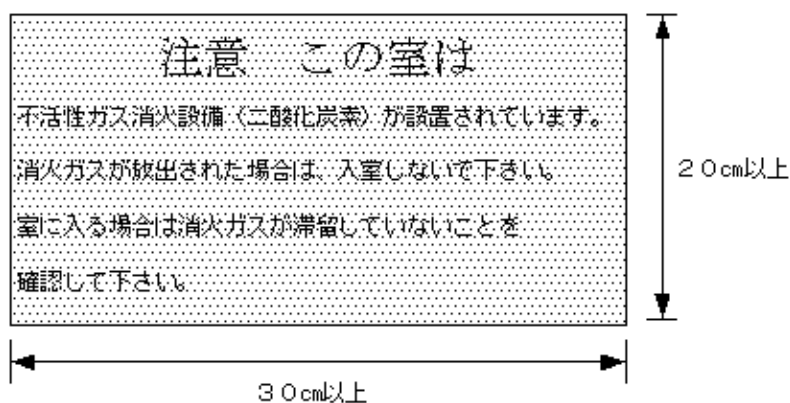 注意　この室は
不活性ガス消火設備（二酸化炭素）が設置されています。
消火ガスが放出された場合は、入室しないで下さい。
室に入る場合は消火ガスが滞留していないことを
確認して下さい。
２０㎝以上
３０㎝以上